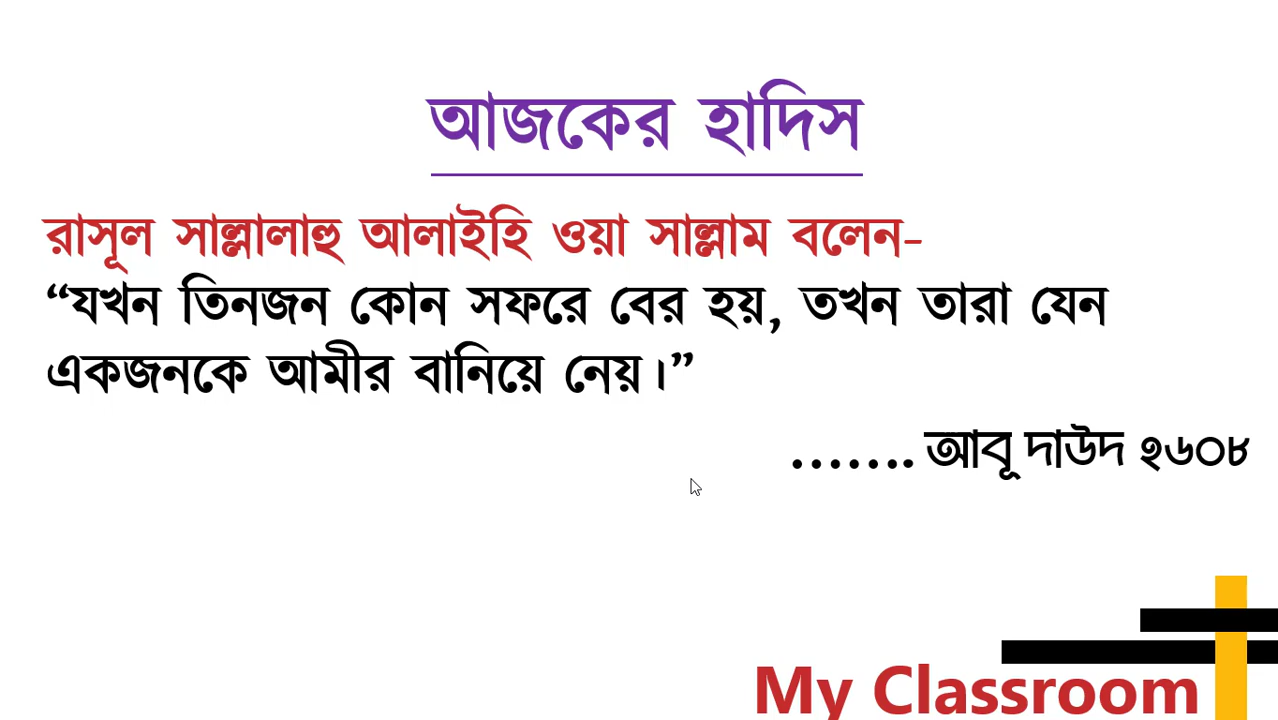 আজকের হাদিস
রাসূল সাল্লালাহু আলাইহি ওয়া সাল্লাম বলেন-
“যখন তিনজন কোন সফরে বের হয়, তখন তারা যেন
একজনকে আমীর বানিয়ে নেয়।”
....... আবূ দাউদ ২৬০৮
My Classroom